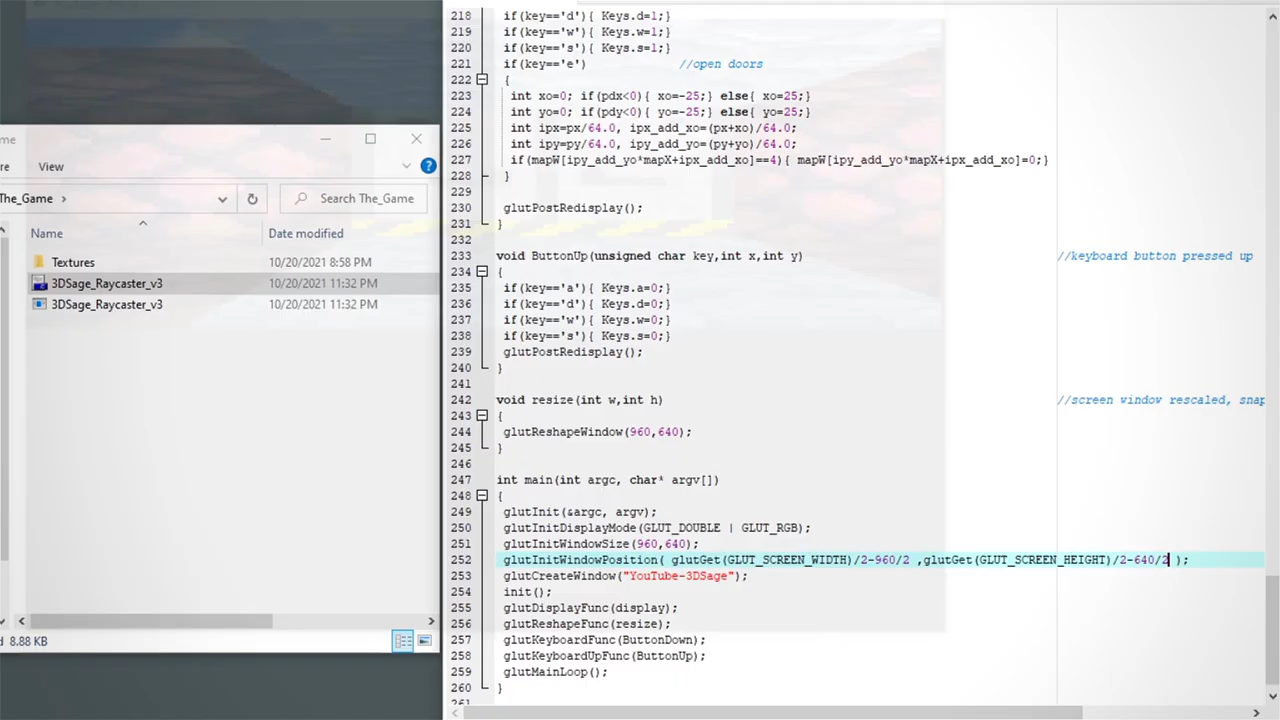 me
re View
The_Game Search The_Game
Name Date modified
Textures 10/20/2021 8:58 PM
3DSage_Raycaster_v3 10/20/2021 11:32 PM
3DSage_Raycaster_v3 10/20/2021 11:32 PM
d 8.88 KB
218 if(key=='d'){ Keys.d=1;}
219 if(key=='w'){ Keys.w=1;}
220 if(key=='s'){ Keys.s=1;}
221 if(key=='e') //open doors
222 {
223 int xo=0; if(pdx<0){ xo=-25;} else{ xo=25;}
224 int yo=0; if(pdy<0){ yo=-25;} else{ yo=25;}
225 int ipx=px/64.0, ipx_add_xo=(px+xo)/64.0;
226 int ipy=py/64.0, ipy_add_yo=(py+yo)/64.0;
227 if(mapW[ipy_add_yo*mapX+ipx_add_xo]==4){ mapW[ipy_add_yo*mapX+ipx_add_xo]=0;}
228 }
229
230 glutPostRedisplay();
231 }
232
233 void ButtonUp(unsigned char key,int x,int y) //keyboard button pressed up
234 {
235 if(key=='a'){ Keys.a=0;}
236 if(key=='d'){ Keys.d=0;}
237 if(key=='w'){ Keys.w=0;}
238 if(key=='s'){ Keys.s=0;}
239 glutPostRedisplay();
240 }
241
242 void resize(int w,int h) //screen window rescaled, snap
243 {
244 glutReshapeWindow(960,640);
245 }
246
247 int main(int argc, char* argv[])
248 {
249 glutInit(&argc, argv);
250 glutInitDisplayMode(GLUT_DOUBLE | GLUT_RGB);
251 glutInitWindowSize(960,640);
252 glutInitWindowPosition( glutGet(GLUT_SCREEN_WIDTH)/2-960/2 ,glutGet(GLUT_SCREEN_HEIGHT)/2-640/2 );
253 glutCreateWindow("YouTube-3DSage");
254 init();
255 glutDisplayFunc(display);
256 glutReshapeFunc(resize);
257 glutKeyboardFunc(ButtonDown);
258 glutKeyboardUpFunc(ButtonUp);
259 glutMainLoop();
260 }
261